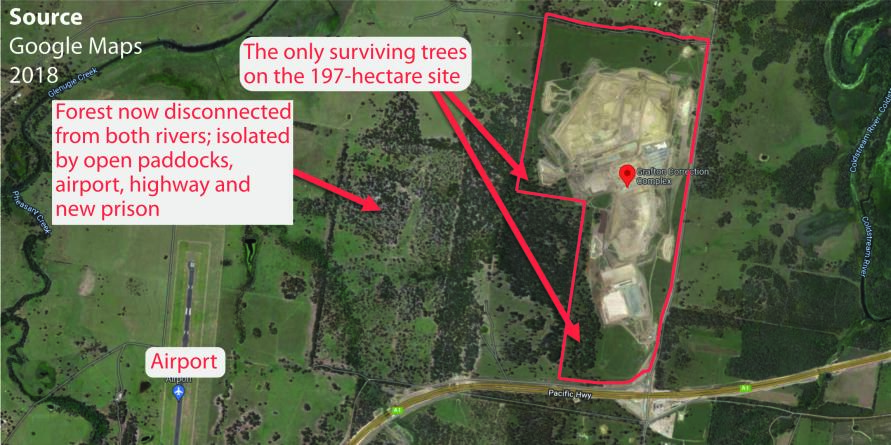 Source
Google Maps
2018
Glenugie Creek
The only surviving trees
on the 197-hectare site
Forest now disconnected
from both rivers; isolated
by open paddocks,
airport, highway and
new prison
Grafton Correction
Complex
Pheasant Creek
Coldstream River
Coldstream River
Airport
Airport
Pacific Hwy
A1
A1